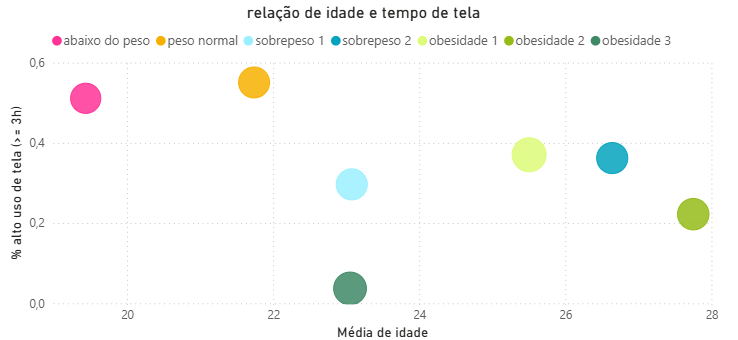 relação de idade e tempo de tela
abaixo do peso peso normal sobrepeso 1 sobrepeso 2 obesidade 1 obesidade 2 obesidade 3
% alto uso de tela (>= 3h)
0,6
0,4
0,2
0,0
20 22 24 26 28
Média de idade